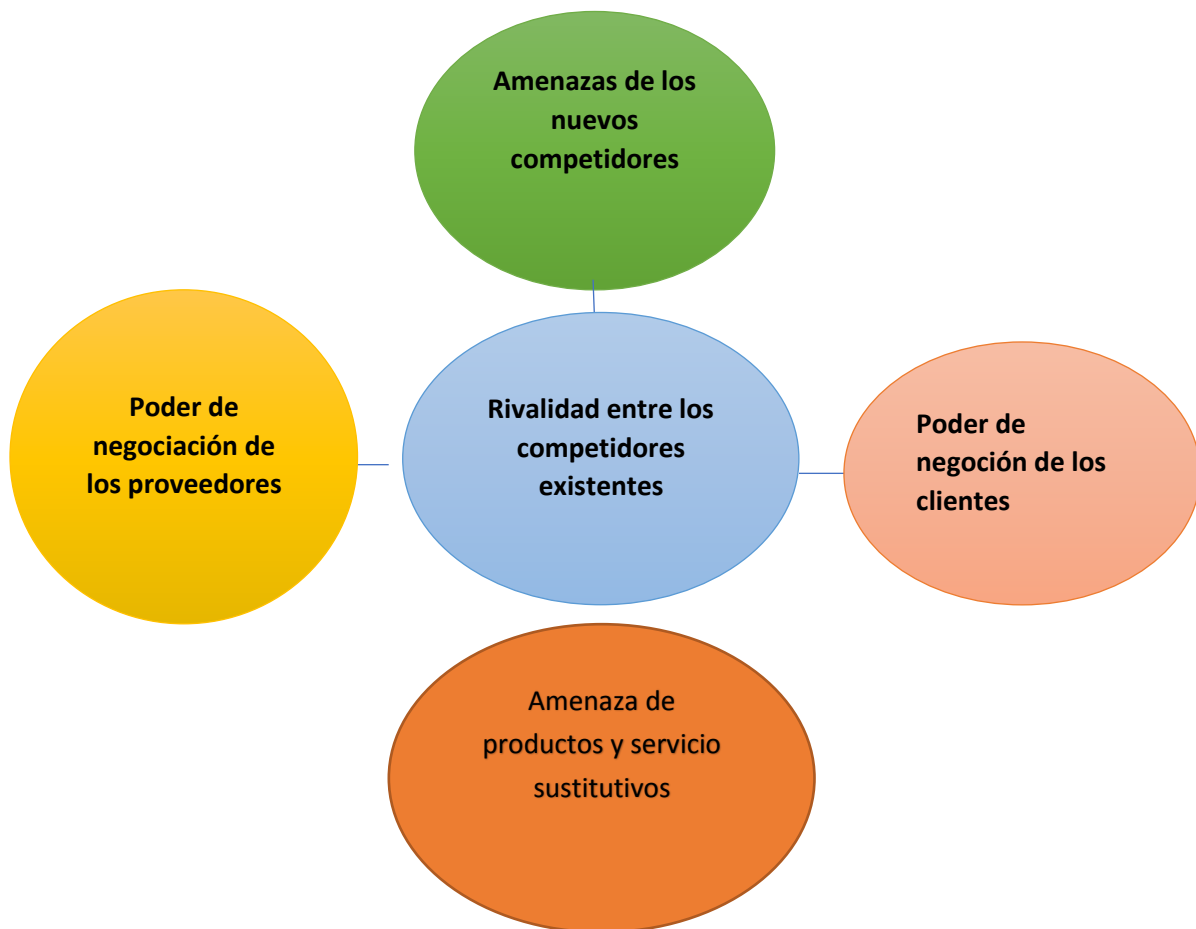 Amenazas de los
nuevos
competidores
Poder de
negociación de
los proveedores
Rivalidad entre los
competidores
existentes
Poder de
negoción de los
clientes
Amenaza de
productos y servicio
sustitutivos